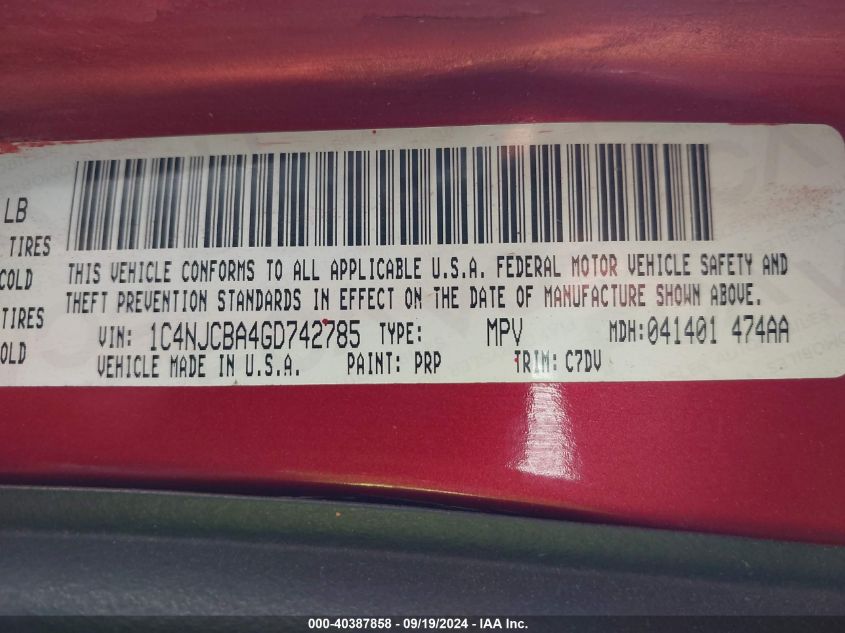 LB
TIRES
COLD
TIRES
OLD
THIS VEHICLE CONFORMS TO ALL APPLICABLE U.S.A. FEDERAL MOTOR VEHICLE SAFETY AND
THEFT PREVENTION STANDARDS IN EFFECT ON THE DATE OF MANUFACTURE SHOWN ABOVE.
VIN: 1C4NJCBA4GD742785 TYPE: MPV MDH:041401 474AA
VEHICLE MADE IN U.S.A. PAINT: PRP TRIM: C7DV
000-40387858 - 09/19/2024 - IAA Inc.